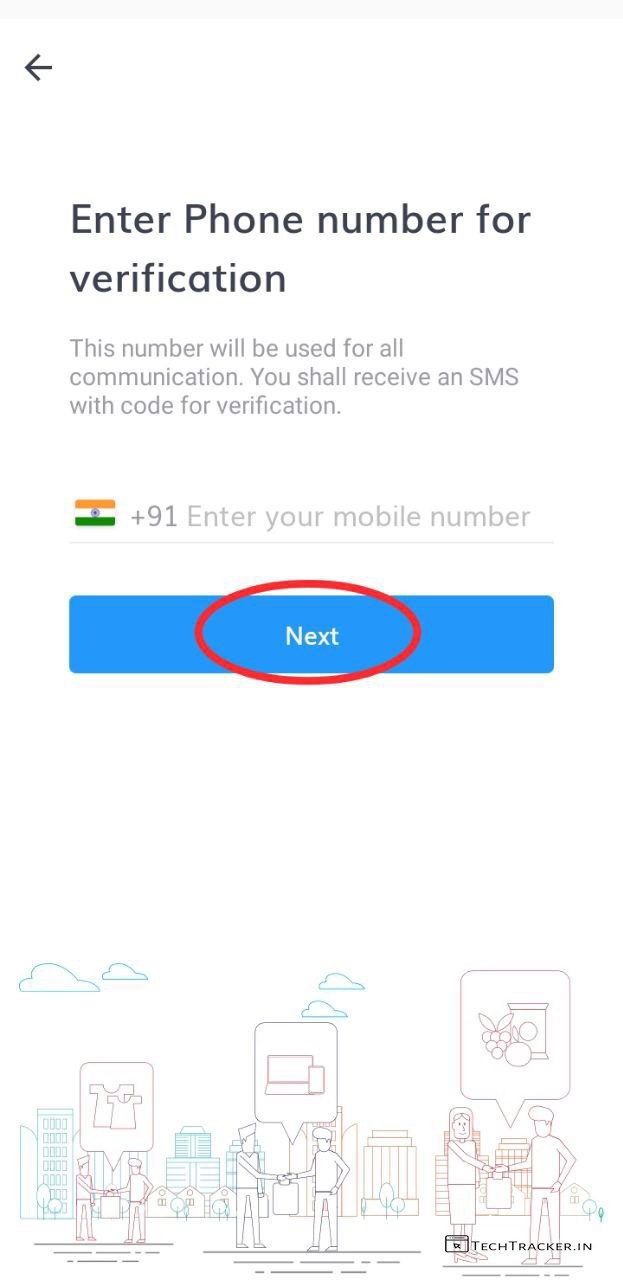 Enter Phone number for
verification
This number will be used for all
communication. You shall receive an SMS
with code for verification.
+91 Enter your mobile number
Next
TechTracker.in